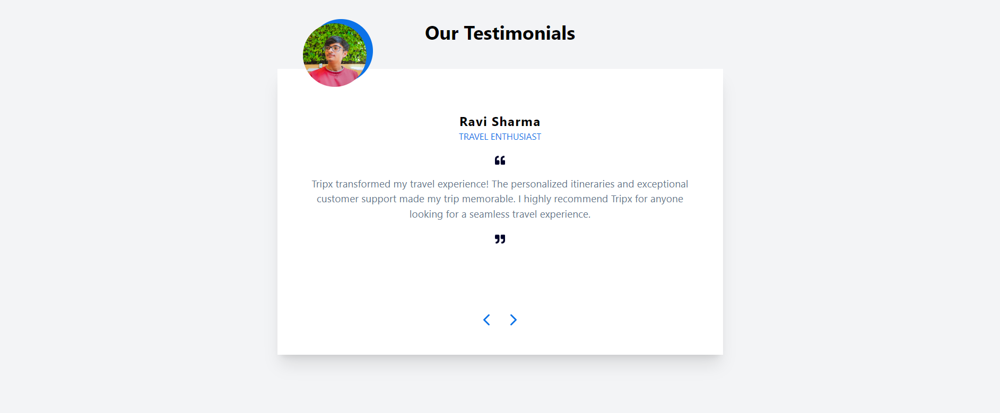 Our Testimonials
Ravi Sharma
TRAVEL ENTHUSIAST
❝
Tripx transformed my travel experience! The personalized itineraries and exceptional
customer support made my trip memorable. I highly recommend Tripx for anyone
looking for a seamless travel experience.
❞